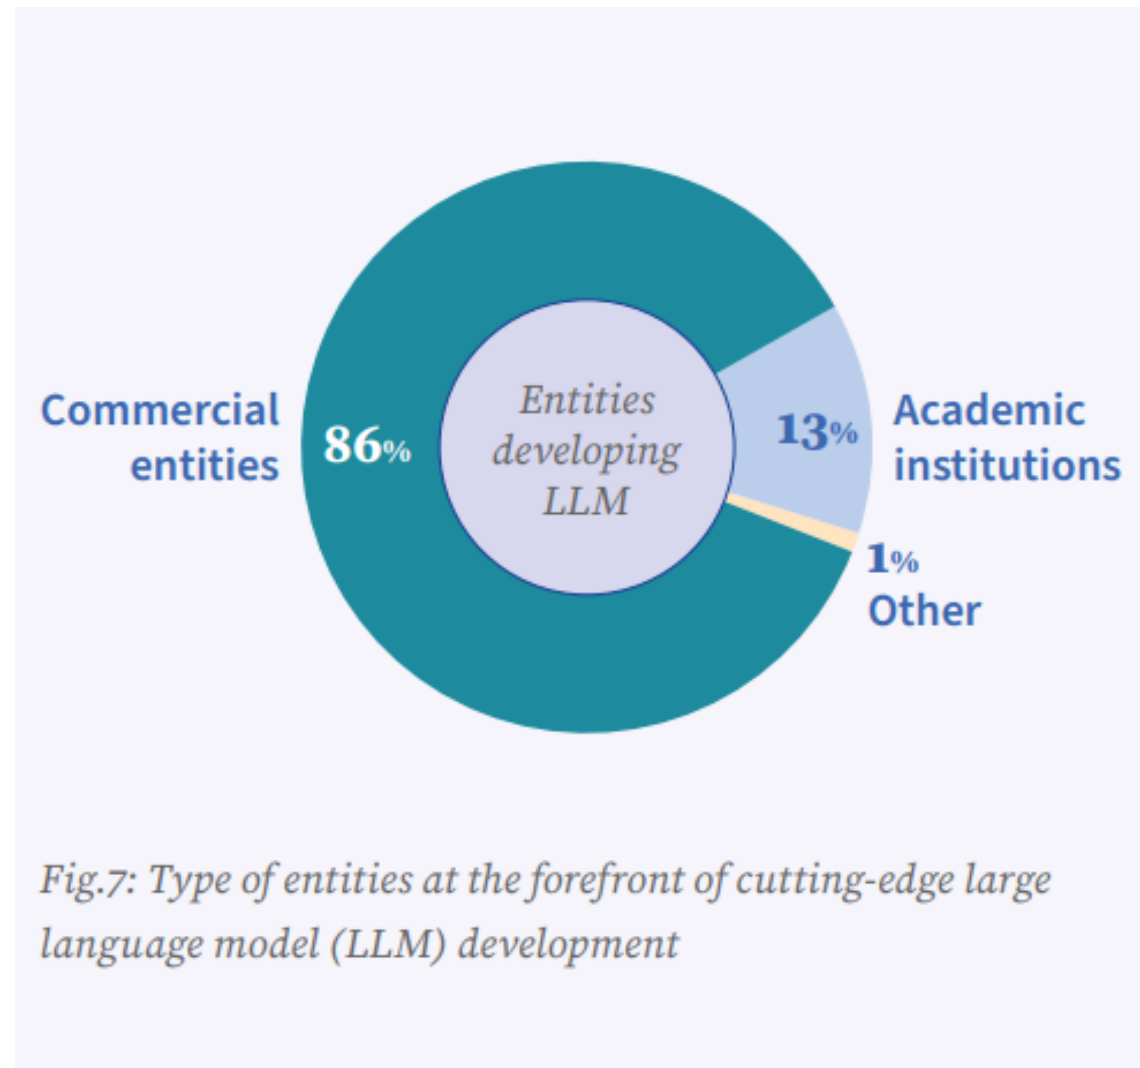 Commercial
entities
86%
Entities
developing
LLM
13%
Academic
institutions
1%
Other
Fig.7: Type of entities at the forefront of cutting-edge large
language model (LLM) development